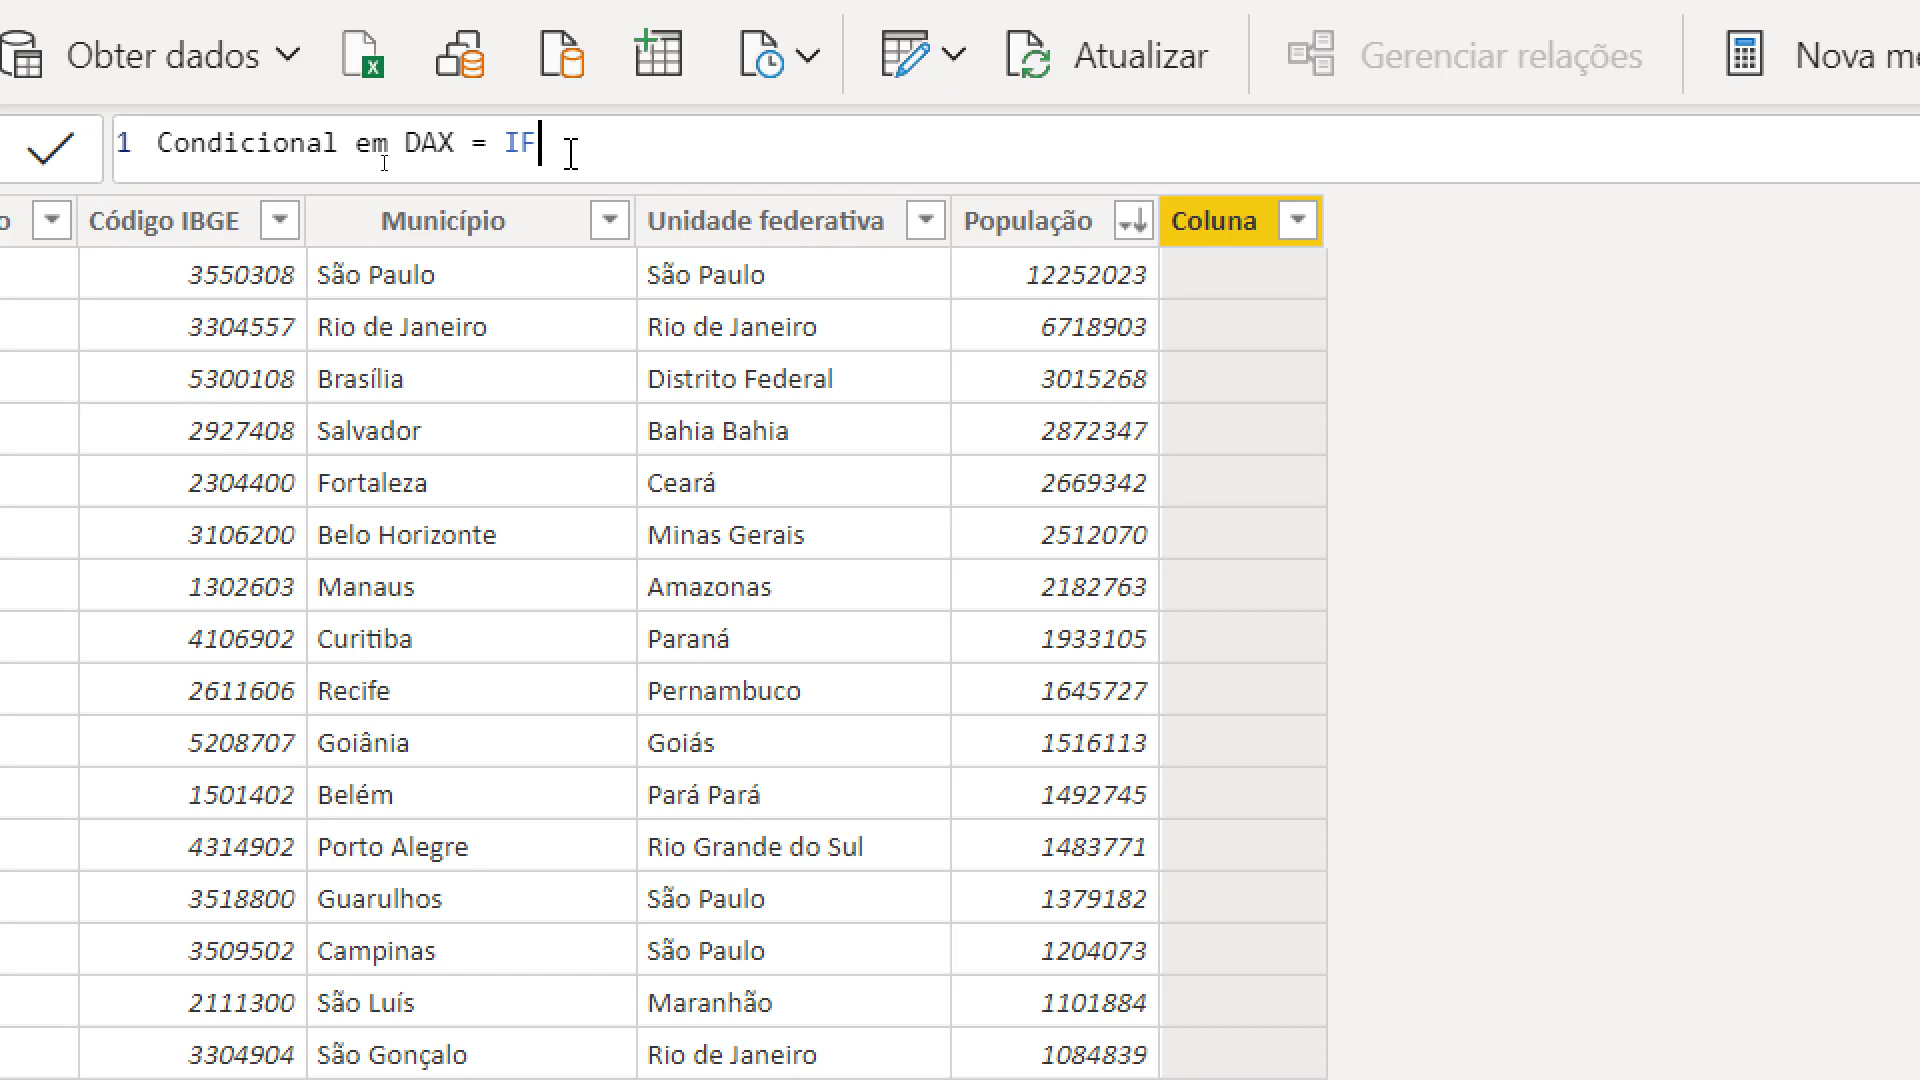 Obter dados Atualizar Gerenciar relações Nova me
1 Condicional em DAX = IF
o Código IBGE Município Unidade federativa População Coluna
3550308 São Paulo São Paulo 12252023
3304557 Rio de Janeiro Rio de Janeiro 6718903
5300108 Brasília Distrito Federal 3015268
2927408 Salvador Bahia Bahia 2872347
2304400 Fortaleza Ceará 2669342
3106200 Belo Horizonte Minas Gerais 2512070
1302603 Manaus Amazonas 2182763
4106902 Curitiba Paraná 1933105
2611606 Recife Pernambuco 1645727
5208707 Goiânia Goiás 1516113
1501402 Belém Pará Pará 1492745
4314902 Porto Alegre Rio Grande do Sul 1483771
3518800 Guarulhos São Paulo 1379182
3509502 Campinas São Paulo 1204073
2111300 São Luís Maranhão 1101884
3304904 São Gonçalo Rio de Janeiro 1084839